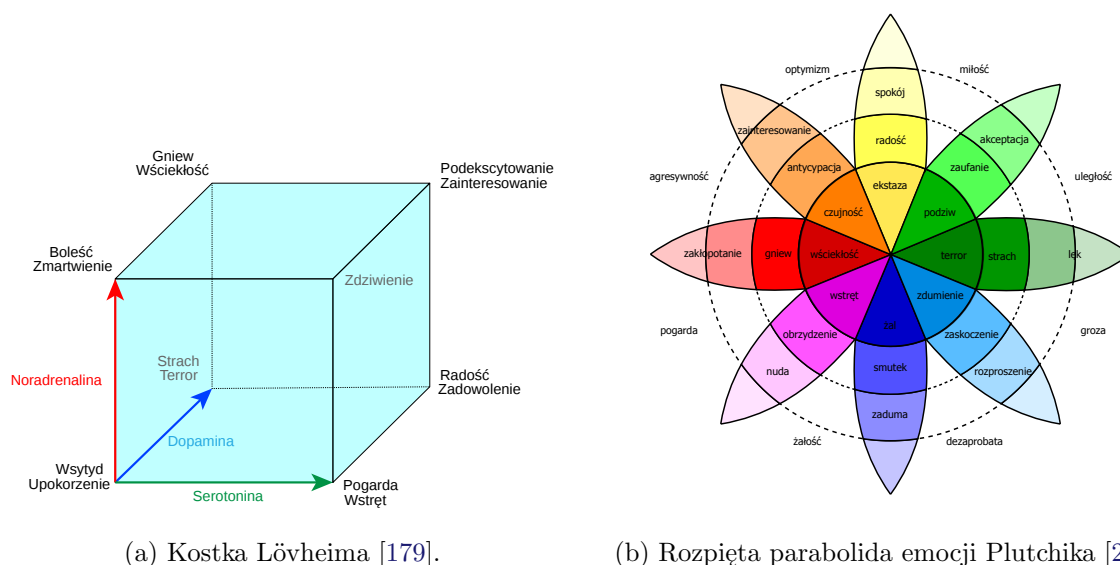 Gniew
Wściekłość
Podekscytowanie
Zainteresowanie
Boleść
Zmartwienie
Zdziwienie
Strach
Terror
Noradrenalina
Radość
Zadowolenie
Dopamina
Wsytyd
Upokorzenie
Serotonina
Pogarda
Wstręt
(a) Kostka Lövheima [179].
optymizm
miłość
spokój
zainteresowanie
radość
akceptacja
antycypacja
zaufanie
agresywność
ekstaza
uległość
czujność
podziw
zakłopotanie
gniew
wściekłość
terror
strach
lęk
wstręt
zdumienie
pogarda
obrzydzenie
żal
zaskoczenie
groza
nuda
smutek
rozproszenie
zaduma
żałość
dezaprobata
(b) Rozpięta parabolida emocji Plutchika [2